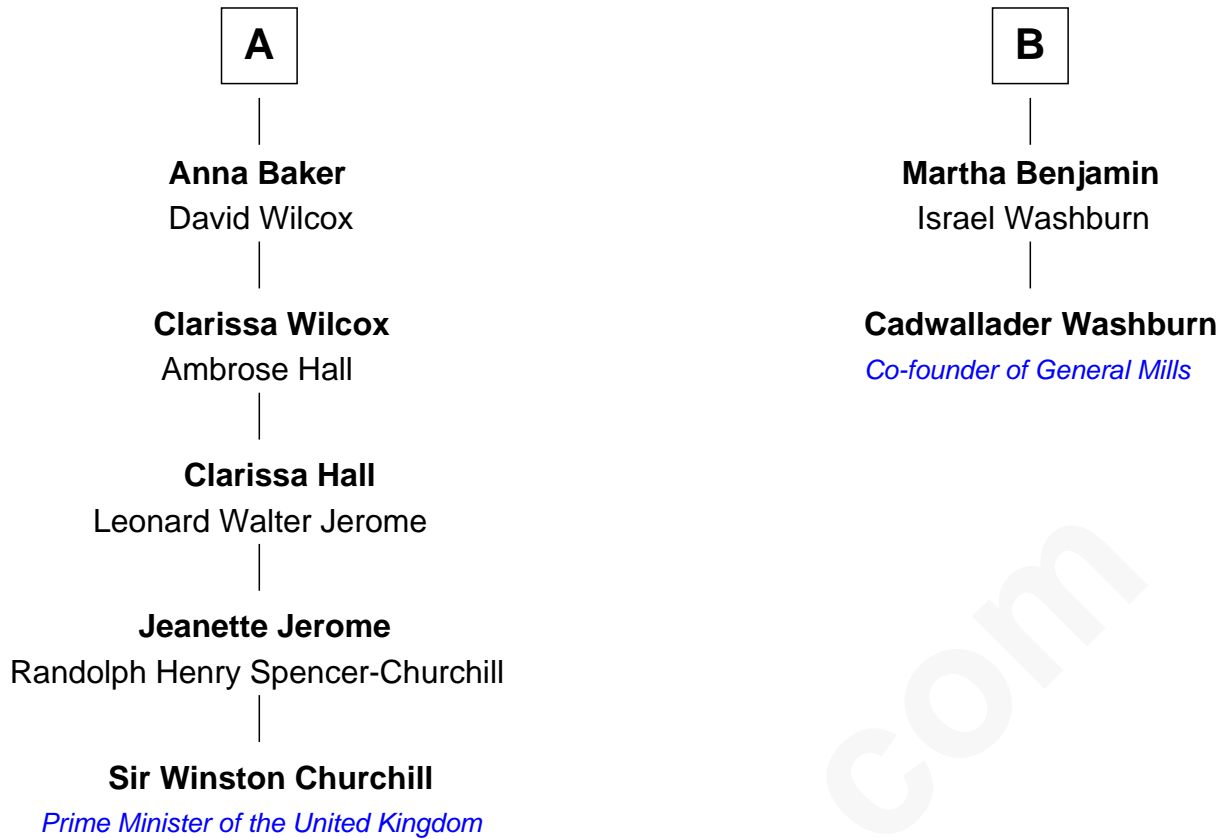 A
Anna Baker
David Wilcox
Clarissa Wilcox
Ambrose Hall
Clarissa Hall
Leonard Walter Jerome
Jeanette Jerome
Randolph Henry Spencer-Churchill
Sir Winston Churchill
Prime Minister of the United Kingdom
B
Martha Benjamin
Israel Washburn
Cadwallader Washburn
Co-founder of General Mills
com